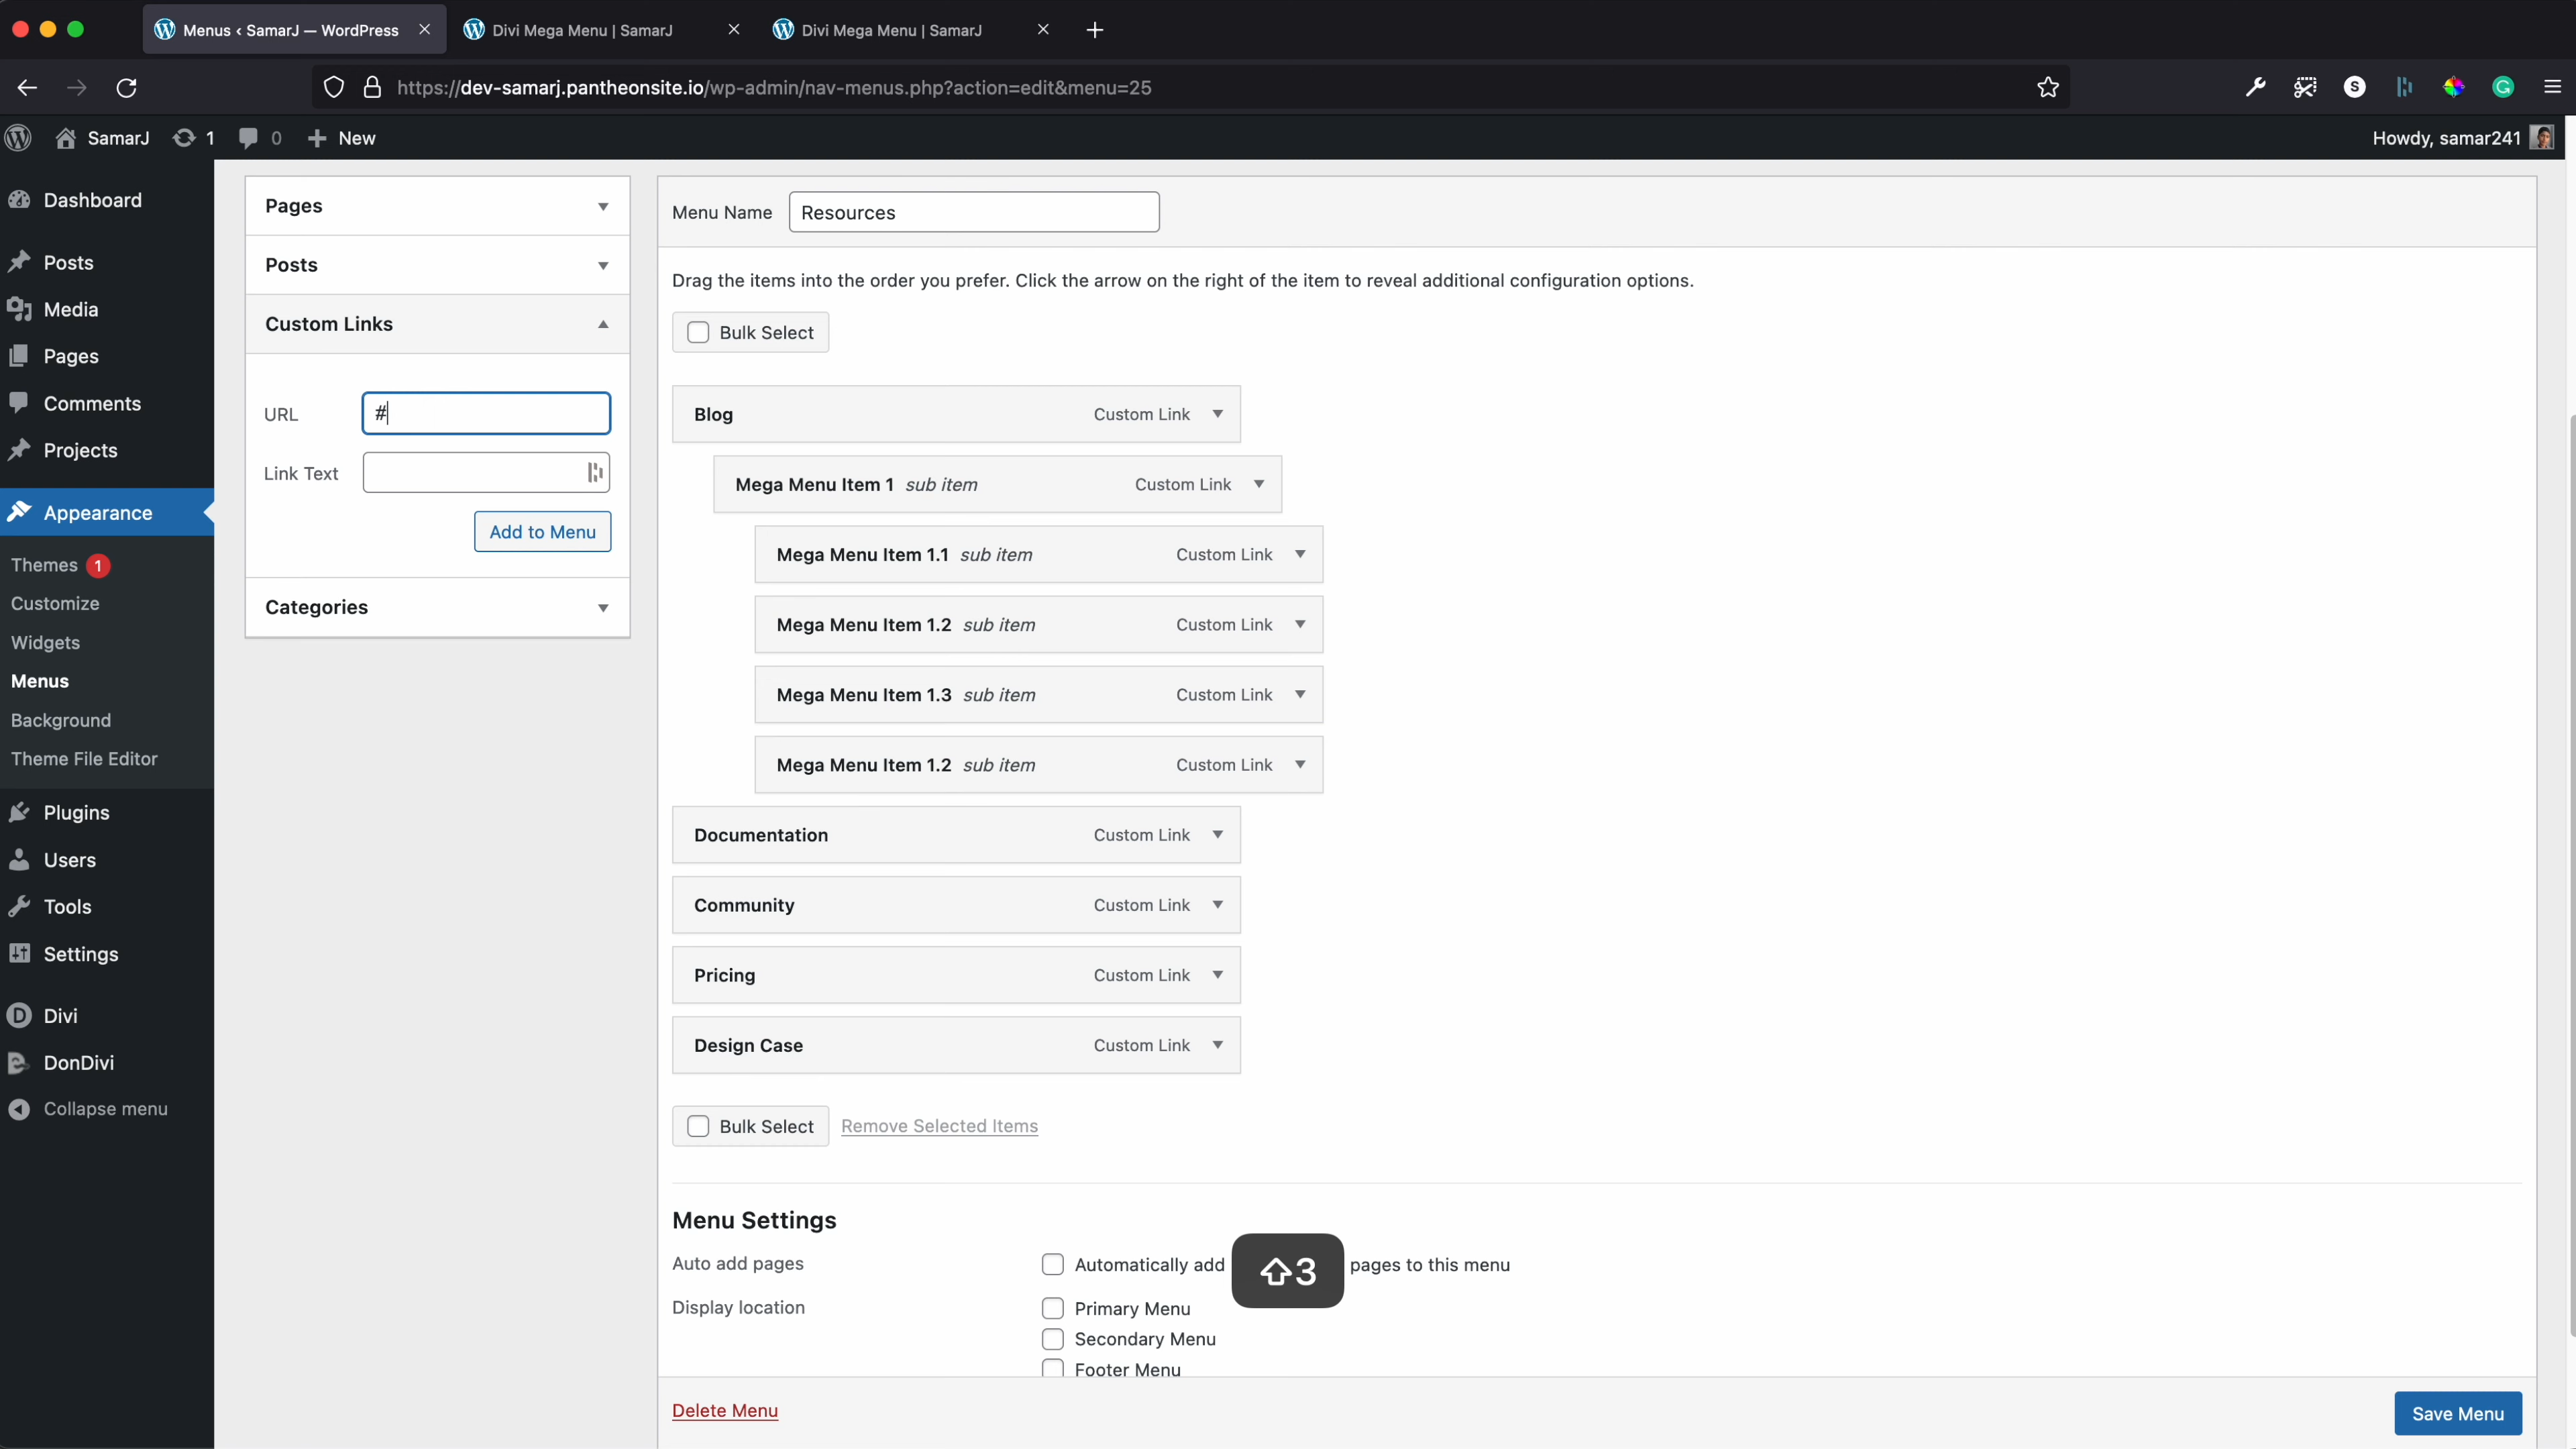 Menus ‹ SamarJ — WordPress
Divi Mega Menu | SamarJ
Divi Mega Menu | SamarJ
https://dev-samarj.pantheonsite.io/wp-admin/nav-menus.php?action=edit&menu=25
SamarJ 1 0 New
Howdy, samar241
Dashboard
Posts
Media
Pages
Comments
Projects
Appearance
Themes 1
Customize
Widgets
Menus
Background
Theme File Editor
Plugins
Users
Tools
Settings
Divi
DonDivi
Collapse menu
Pages
Posts
Custom Links
URL #
Link Text
Add to Menu
Categories
Menu Name Resources
Drag the items into the order you prefer. Click the arrow on the right of the item to reveal additional configuration options.
Bulk Select
Blog Custom Link
Mega Menu Item 1 sub item Custom Link
Mega Menu Item 1.1 sub item Custom Link
Mega Menu Item 1.2 sub item Custom Link
Mega Menu Item 1.3 sub item Custom Link
Mega Menu Item 1.2 sub item Custom Link
Documentation Custom Link
Community Custom Link
Pricing Custom Link
Design Case Custom Link
Bulk Select Remove Selected Items
Menu Settings
Auto add pages Automatically add ⇧3 pages to this menu
Display location Primary Menu
Secondary Menu
Footer Menu
Delete Menu
Save Menu